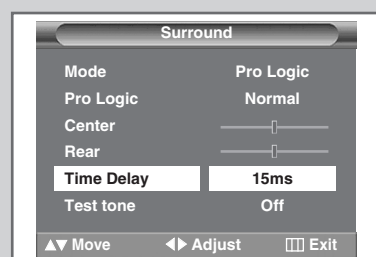 Surround
Mode Pro Logic
Pro Logic Normal
Center
Rear
Time Delay 15ms
Test tone Off
▲▼ Move ◀▶ Adjust Exit